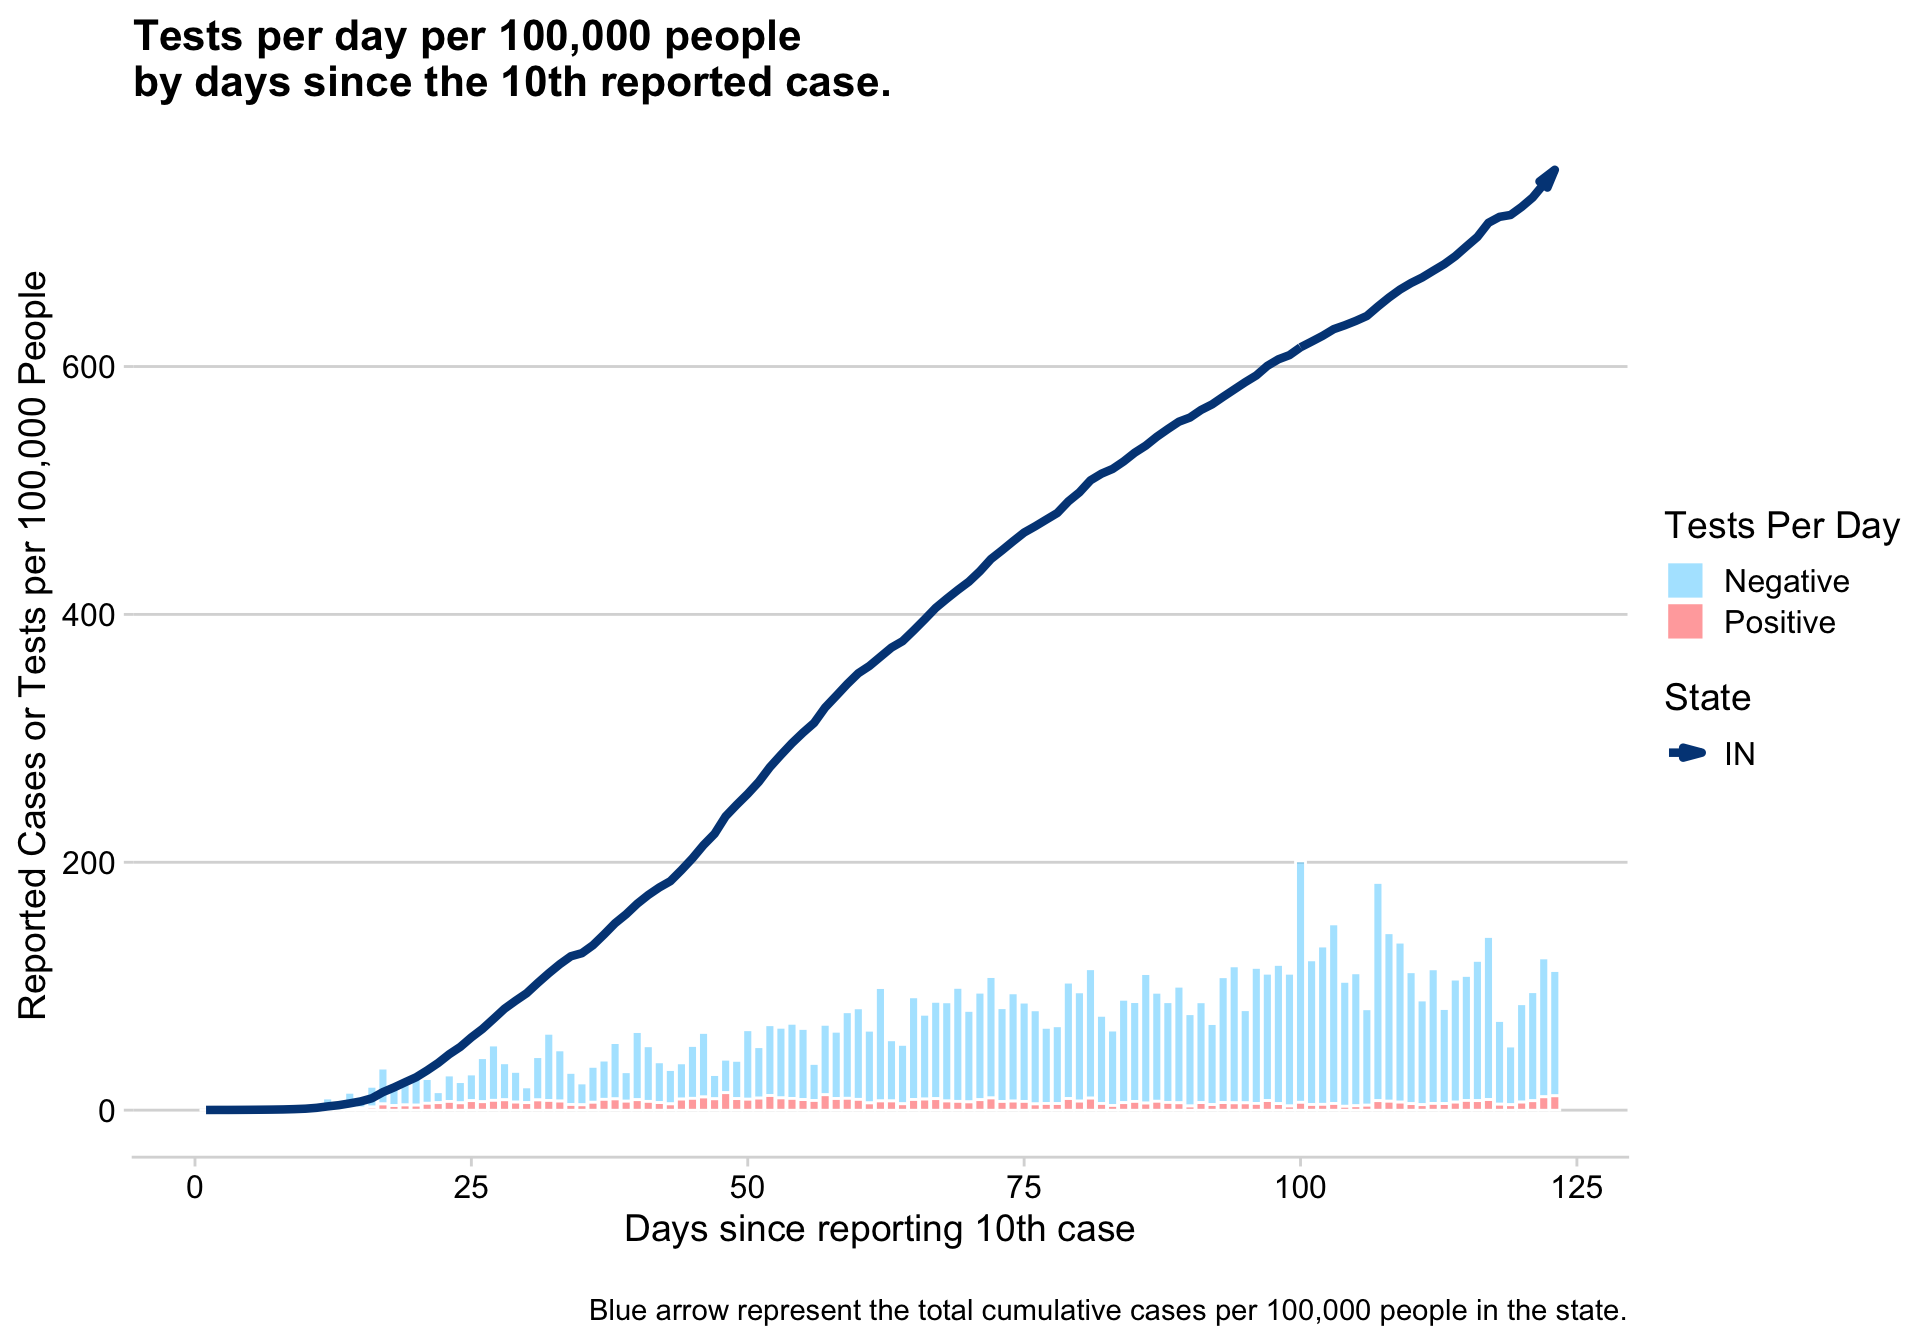 Tests per day per 100,000 people
by days since the 10th reported case.
Reported Cases or Tests per 100,000 People
600
400
200
0
0
25
50
75
100
125
Days since reporting 10th case
Tests Per Day
Negative
Positive
State
IN
Blue arrow represent the total cumulative cases per 100,000 people in the state.